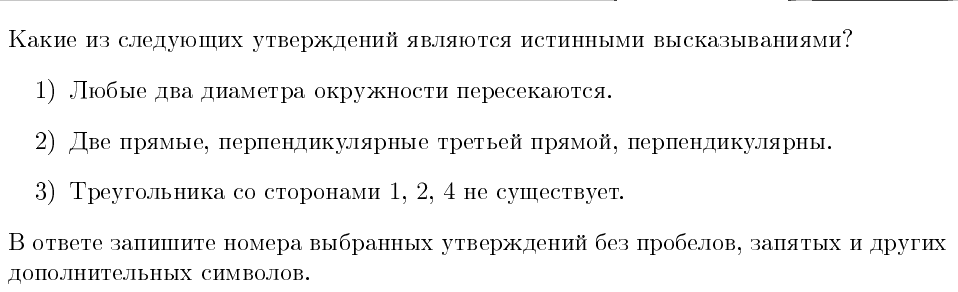 Какие из следующих утверждений являются истинными высказываниями?
1) Любые два диаметра окружности пересекаются.
2) Две прямые, перпендикулярные третьей прямой, перпендикулярны.
3) Треугольника со сторонами 1, 2, 4 не существует.
В ответе запишите номера выбранных утверждений без пробелов, запятых и других
дополнительных символов.